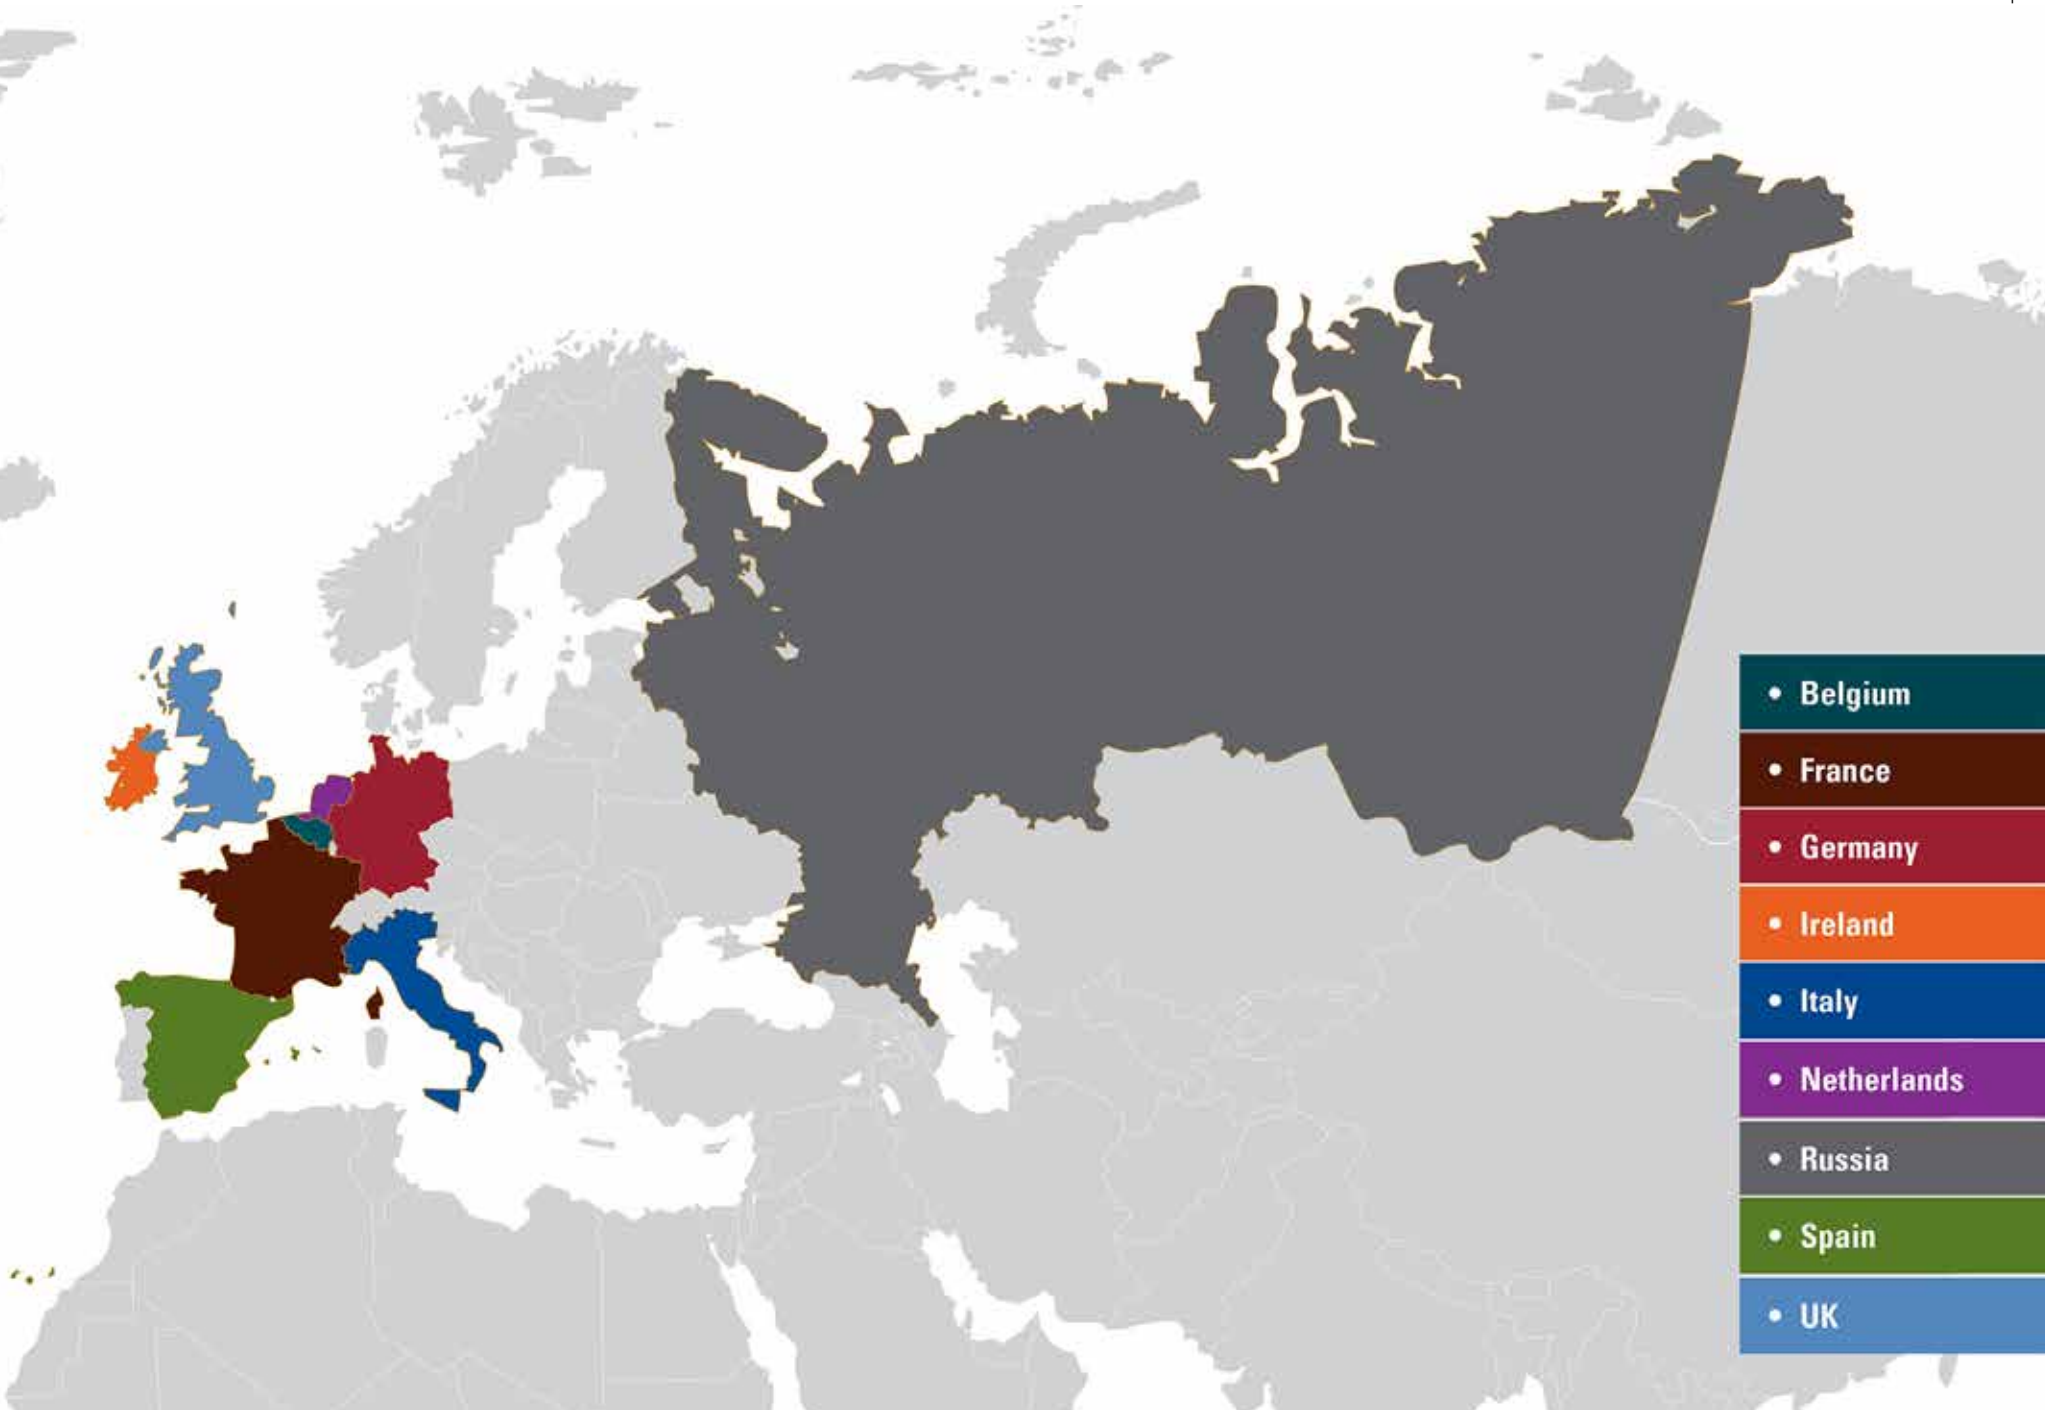 • Belgium
• France
• Germany
• Ireland
• Italy
• Netherlands
• Russia
• Spain
• UK